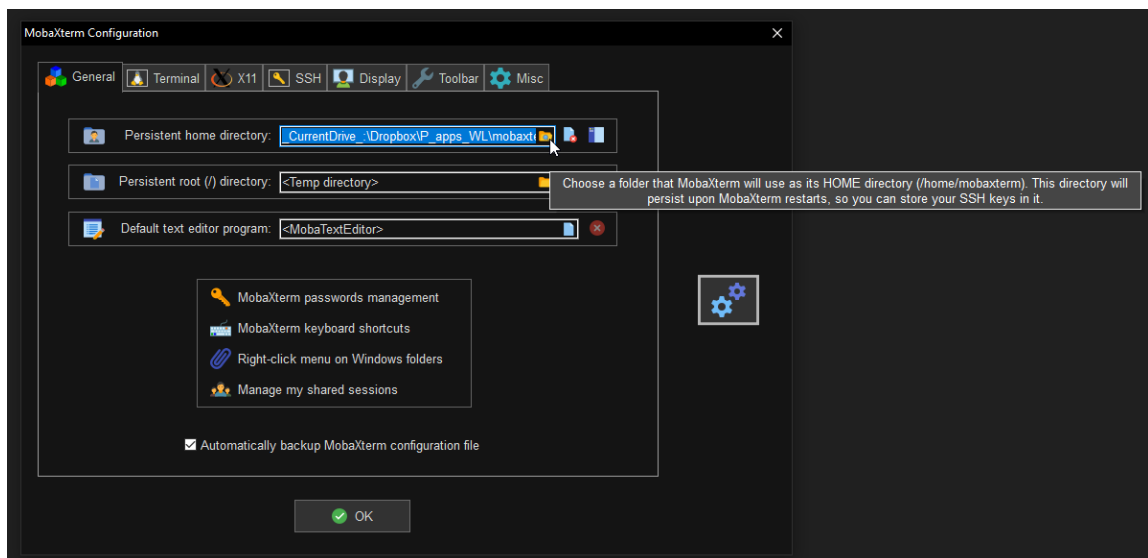 MobaXterm Configuration
General Terminal X11 SSH Display Toolbar Misc
Persistent home directory: _CurrentDrive_:\Dropbox\P_apps_WL\mobaxte
Persistent root (/) directory: <Temp directory>
Choose a folder that MobaXterm will use as its HOME directory (/home/mobaxterm). This directory will
persist upon MobaXterm restarts, so you can store your SSH keys in it.
Default text editor program: <MobaTextEditor>
MobaXterm passwords management
MobaXterm keyboard shortcuts
Right-click menu on Windows folders
Manage my shared sessions
Automatically backup MobaXterm configuration file
OK